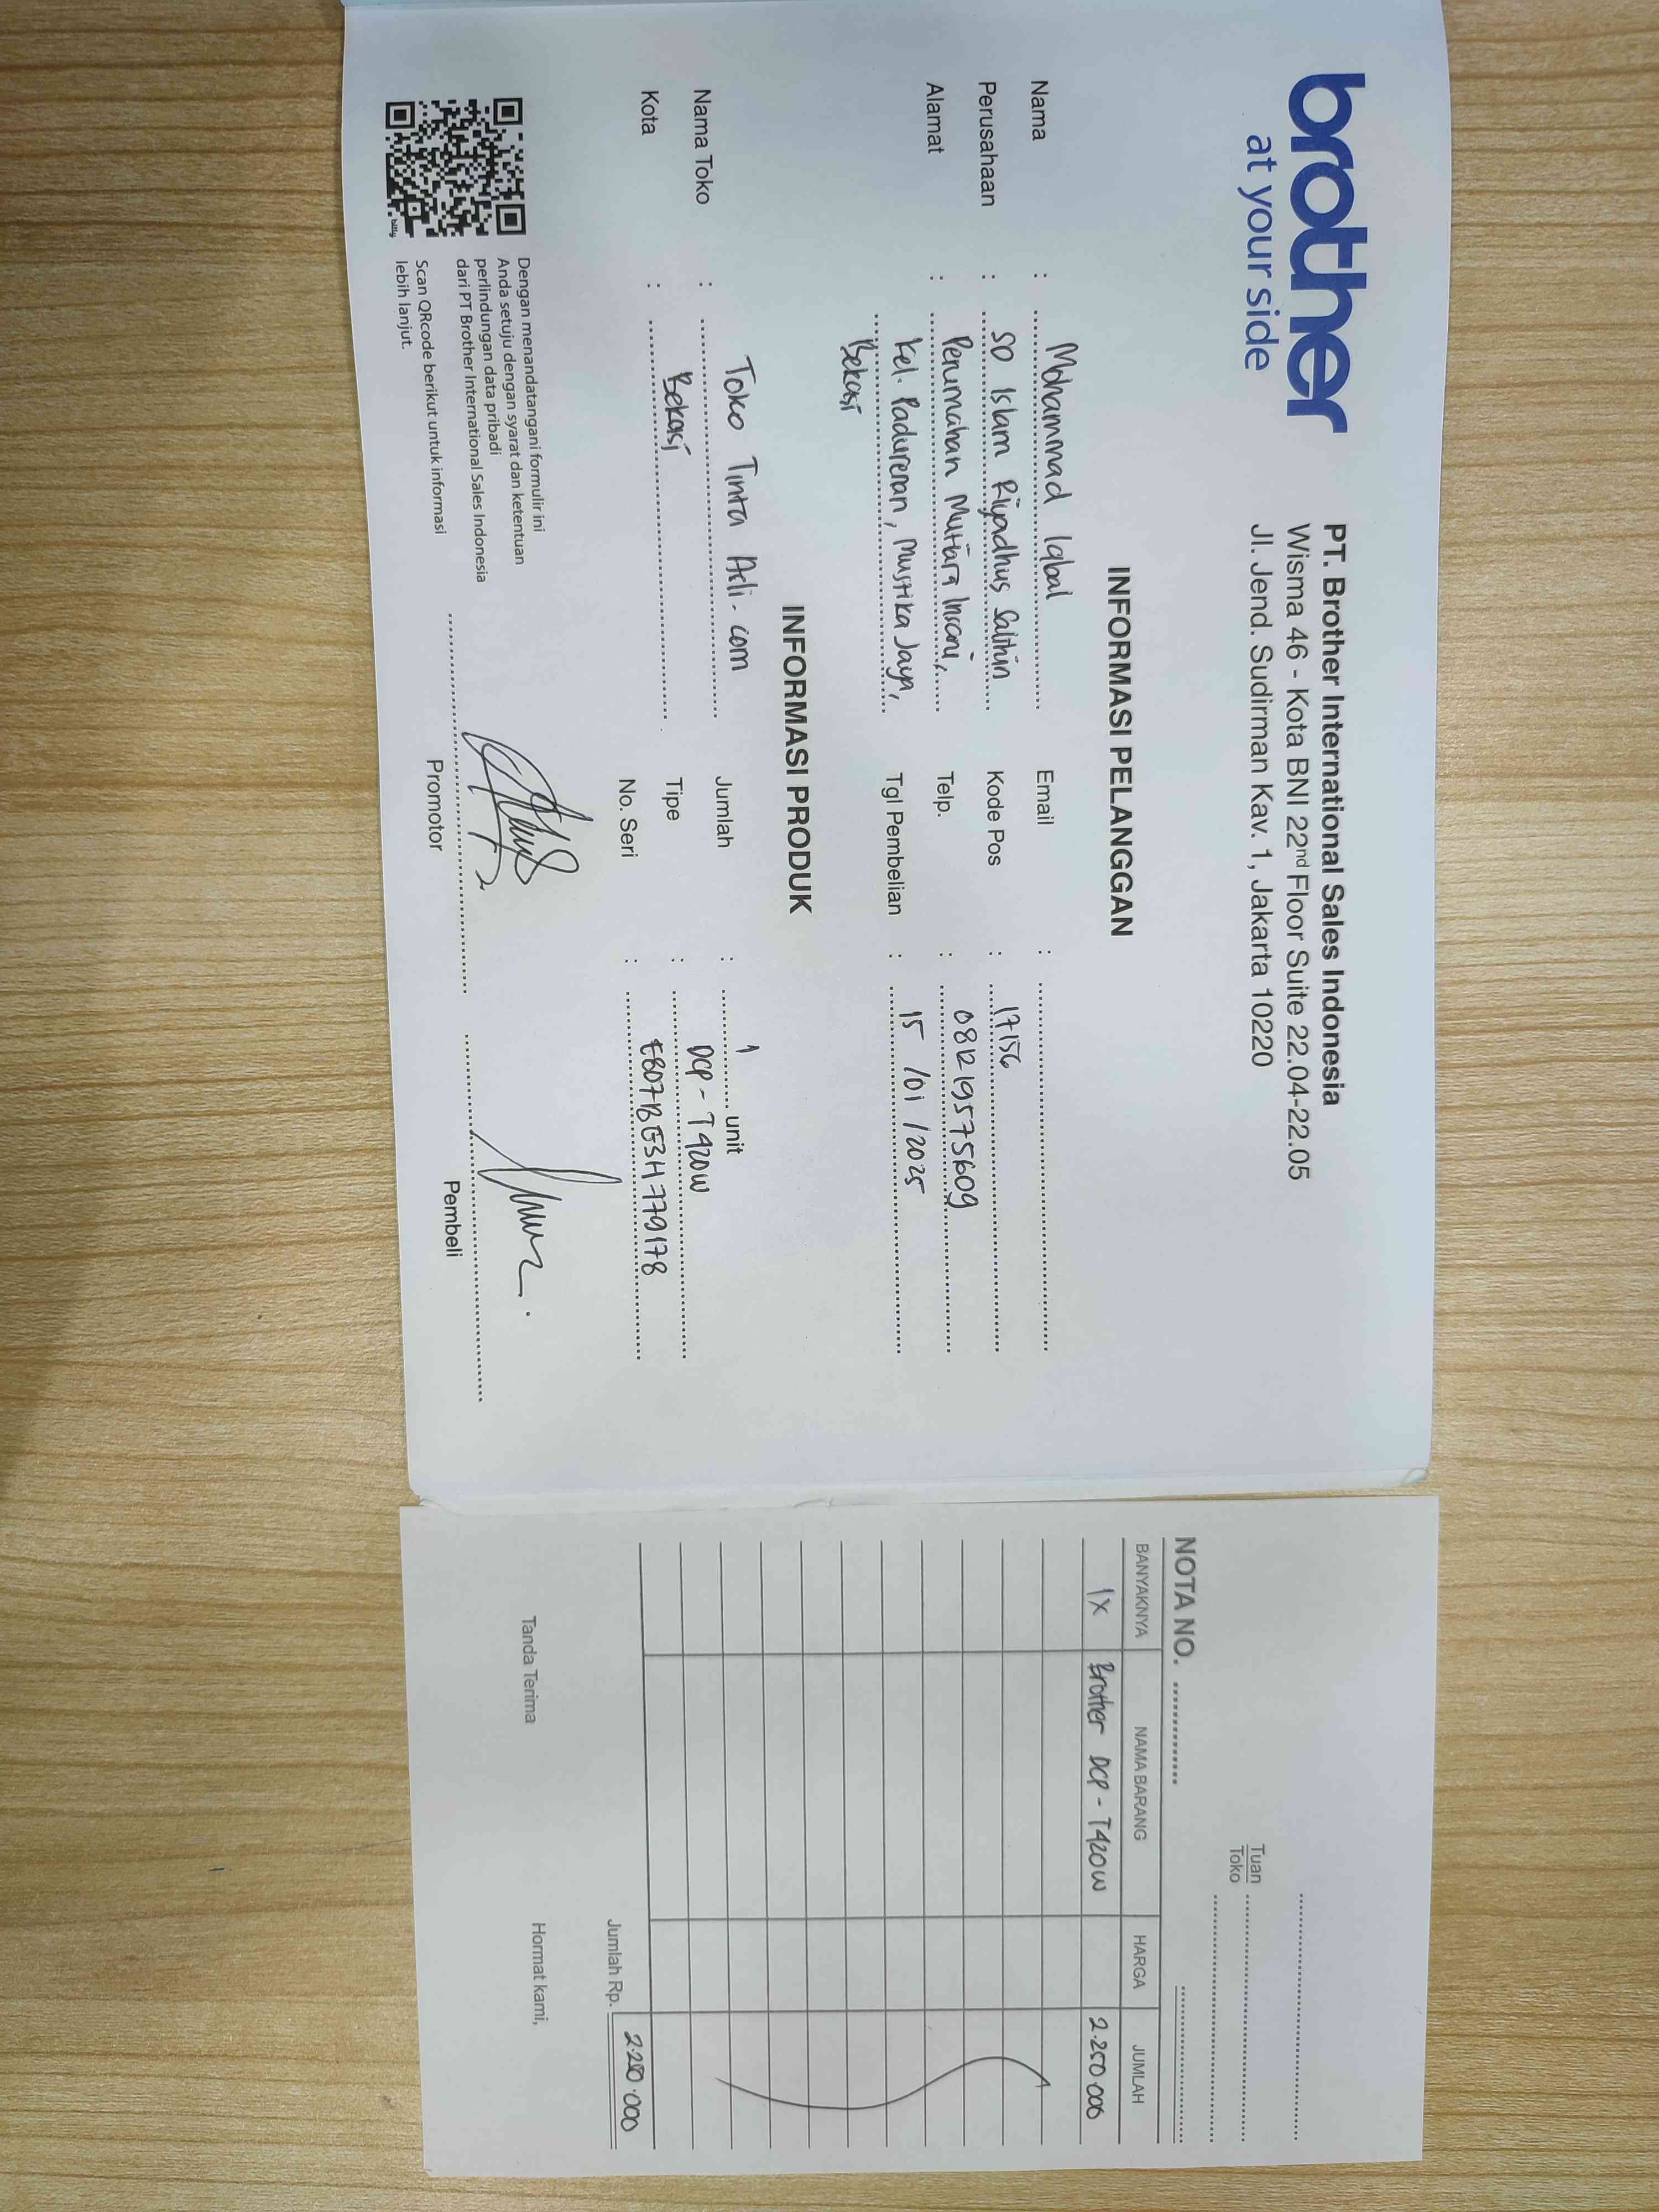 brother
at your side
PT. Brother International Sales Indonesia
Wisma 46 - Kota BNI 22nd Floor Suite 22.04-22.05
Jl. Jend. Sudirman Kav. 1, Jakarta 10220
INFORMASI PELANGGAN
Nama : Mohammad Iqbal
Perusahaan : SD Islam Riyadhus Salihin
Alamat : Perumahan Mutiara Insani,
Kel. Padurenan, Mustika Jaya,
Bekasi
Email :
Kode Pos : 17156
Telp. : 081219575609
Tgl Pembelian : 15 /01 /2025
INFORMASI PRODUK
Nama Toko : Toko Tinta Asli.com
Kota : Bekasi
Jumlah : 1 unit
Tipe : DCP-T420W
No. Seri : E807BE3H779178
Dengan menandatangani formulir ini
Anda setuju dengan syarat dan ketentuan
perlindungan data pribadi
dari PT Brother International Sales Indonesia
Scan QRcode berikut untuk informasi
lebih lanjut.
bitly
Promotor
Pembeli
Tuan
Toko
NOTA NO.
BANYAKNYA NAMA BARANG HARGA JUMLAH
1X Brother DCP-T420W 2.250.000
Jumlah Rp. 2.250.000
Tanda Terima
Hormat kami,